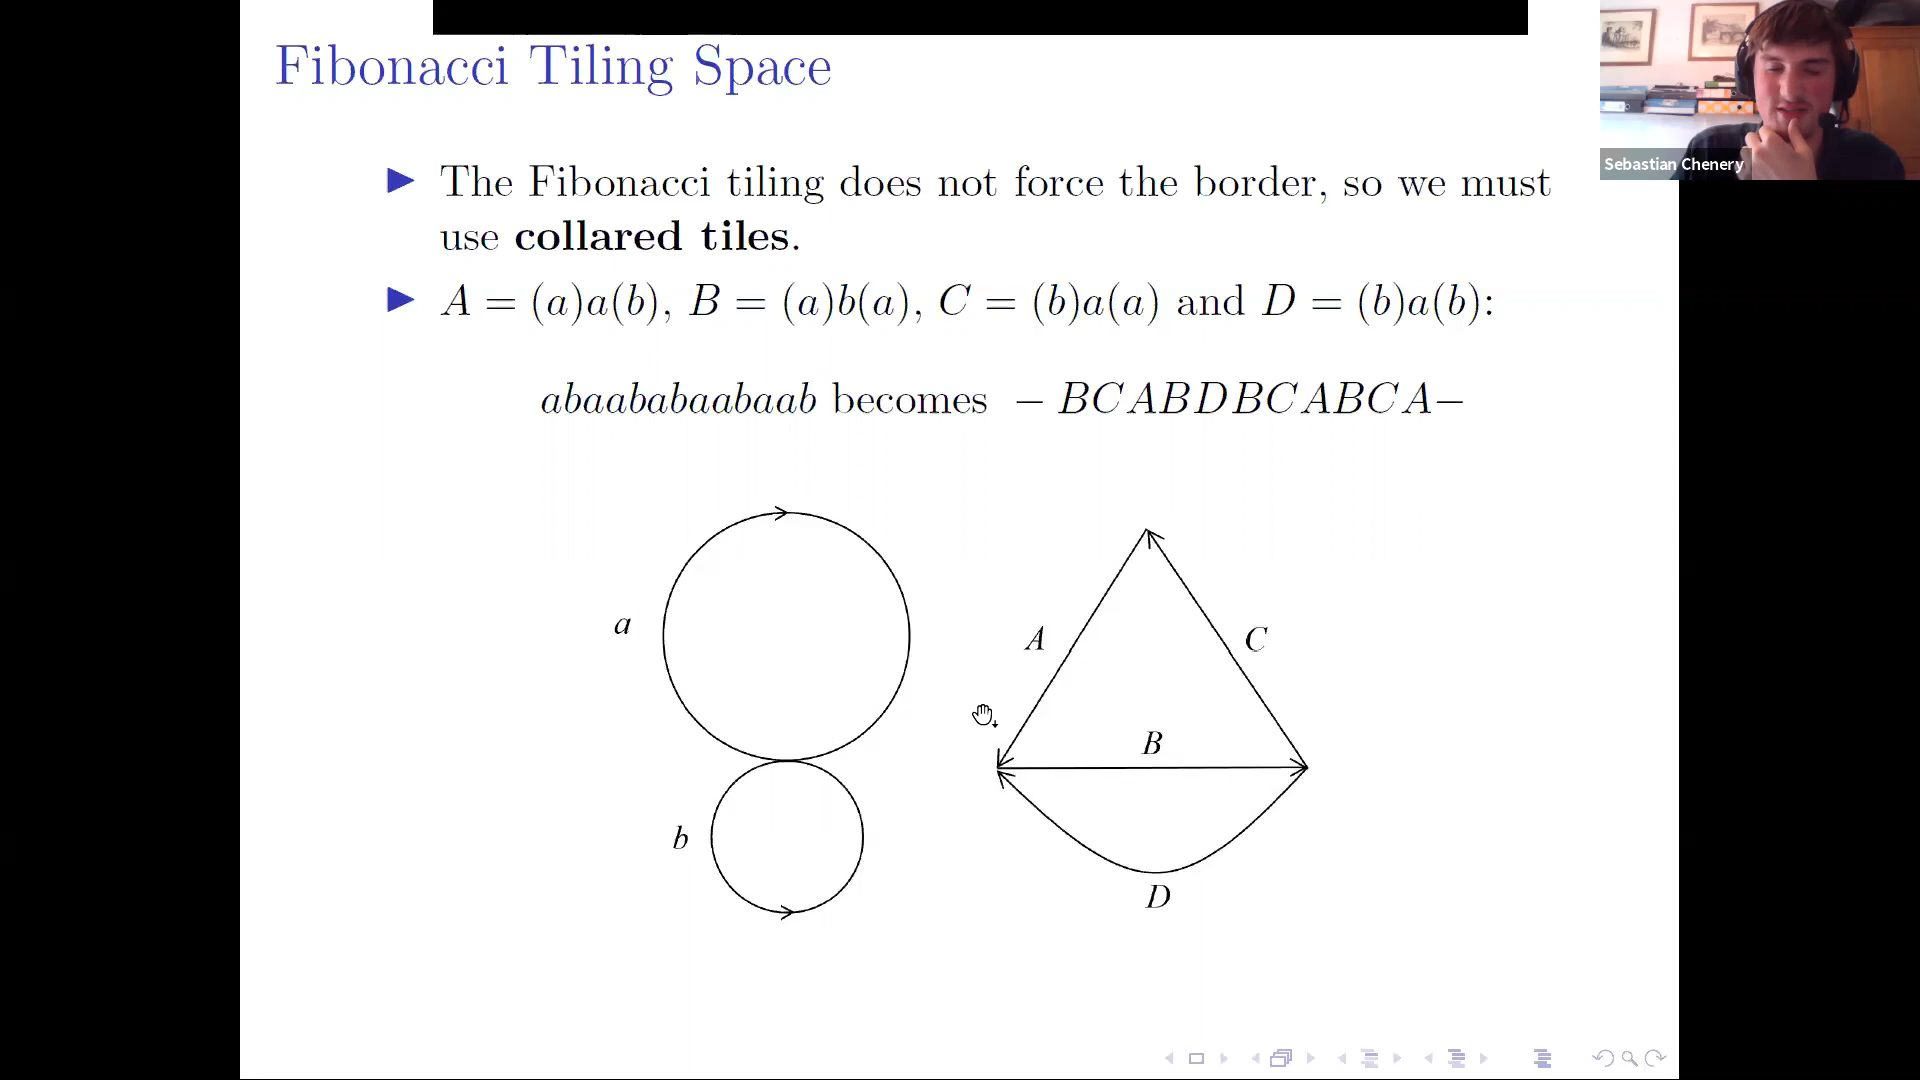 Fibonacci Tiling Space
Sebastian Chenery
▶ The Fibonacci tiling does not force the border, so we must
use collared tiles.
▶ A = (a)a(b), B = (a)b(a), C = (b)a(a) and D = (b)a(b):
abaababaabaab becomes − BCABDBCABCA−
a
A
C
B
b
D